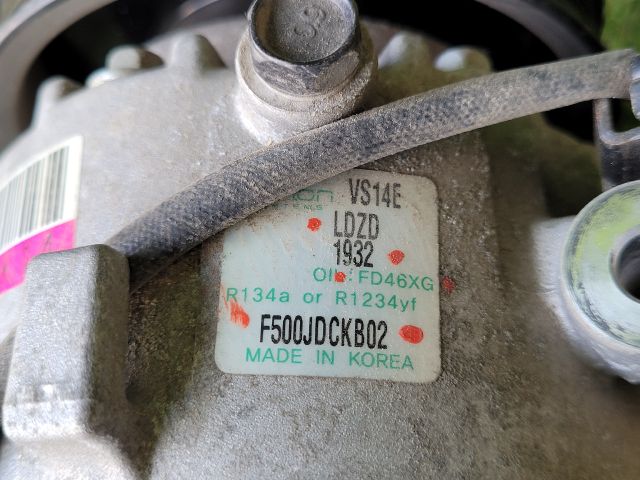 VS14E
LDZD
1932
OIL: FD46XG
R134a or R1234yf
F500JDCKB02
MADE IN KOREA